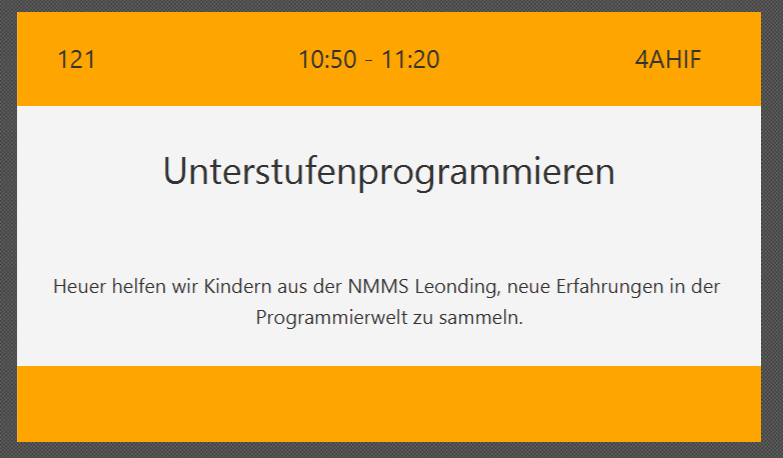 121 10:50 - 11:20 4AHIF
Unterstufenprogrammieren
Heuer helfen wir Kindern aus der NMMS Leonding, neue Erfahrungen in der
Programmierwelt zu sammeln.